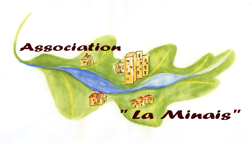 Association
" La Minais"